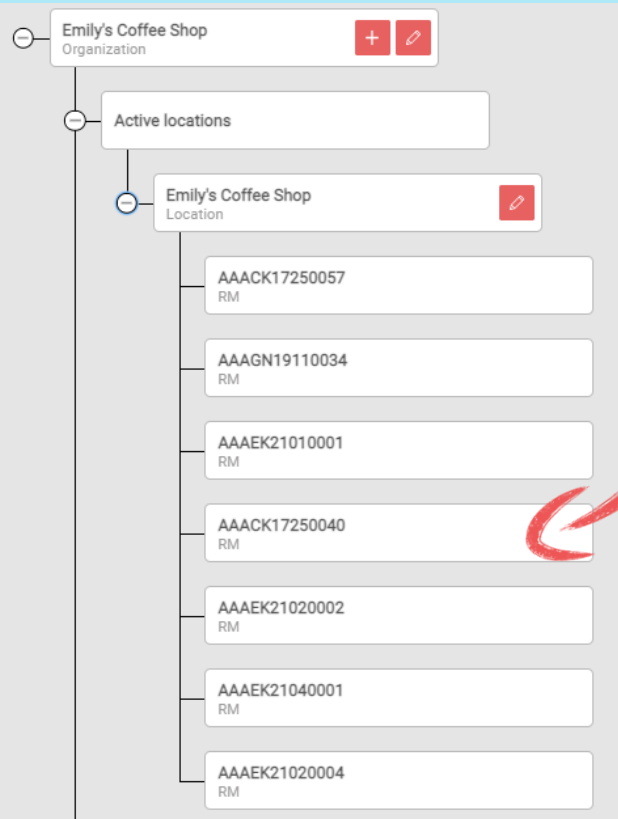 Emily's Coffee Shop
Organization
Active locations
Emily's Coffee Shop
Location
AAACK17250057
RM
AAAGN19110034
RM
AAAEK21010001
RM
AAACK17250040
RM
AAAEK21020002
RM
AAAEK21040001
RM
AAAEK21020004
RM